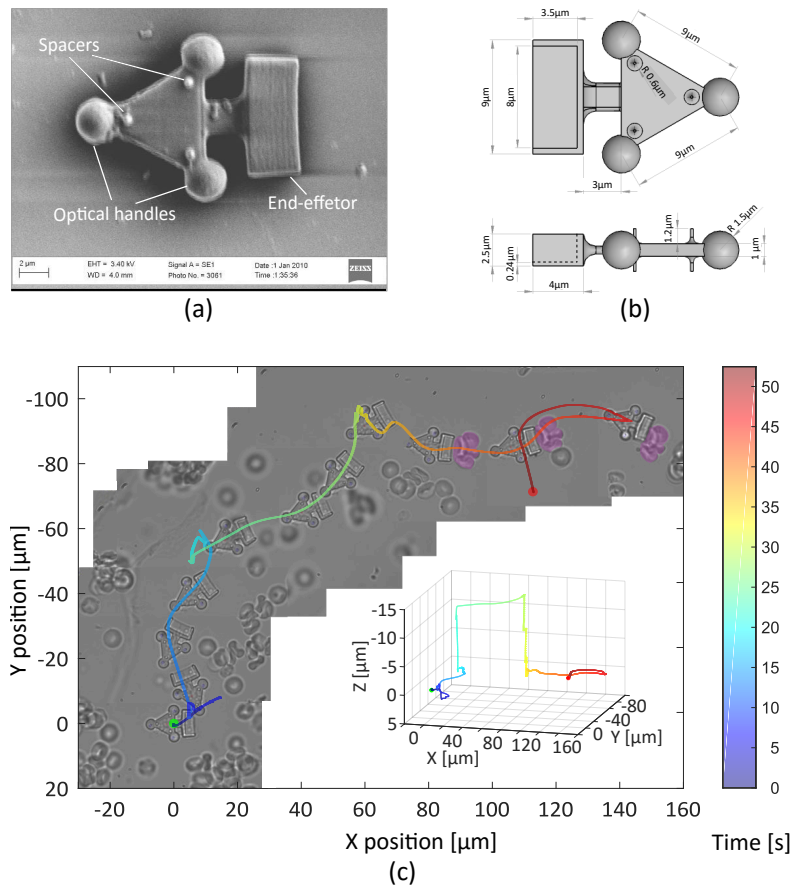 Spacers
Optical handles
End-effetor
2 µm
EHT = 3.40 kV
Signal A = SE1
Date :1 Jan 2010
WD = 4.0 mm
Photo No. = 3061
Time :1:35:36
ZEISS
(a)
3.5µm
9µm
8µm
9µm
R 0.6µm
9µm
3µm
2.5µm
0.24µm
4µm
1.2µm
R 1.5µm
1 µm
(b)
-100
-80
-60
-40
-20
0
20
Y position [µm]
-20
0
20
40
60
80
100
120
140
160
X position [µm]
-15
-10
-5
0
5
Z [µm]
0
40
80
120
160
X [µm]
-80
-40
0
Y [µm]
50
45
40
35
30
25
20
15
10
5
0
Time [s]
(c)